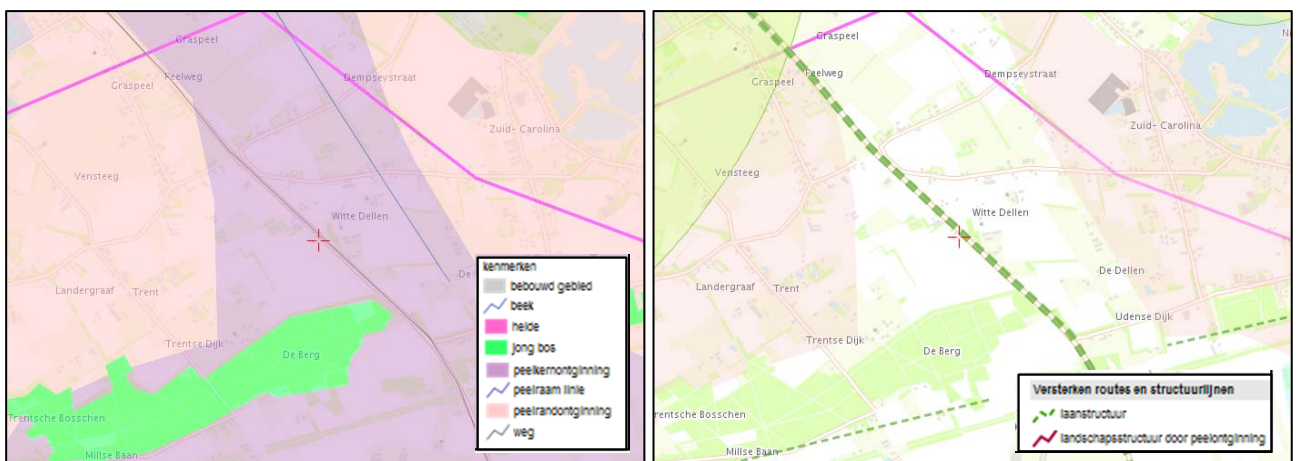 Graspeel
Peelweg
Dempseystraat
Graspeel
Zuid- Carolina
Vensteeg
Witte Dellen
De
Landergraaf
Trent
Trentse Dijk
De Berg
Trentsche Bosschen
Millse Baan
kenmerken
bebouwd gebied
beek
heide
jong bos
peelkernontginning
peelraam linie
peelrandontginning
weg
Graspeel
Peelweg
Dempseystraat
Graspeel
Zuid- Carolina
Vensteeg
Witte Dellen
De Dellen
Landergraaf
Trent
Udense Dijk
Trentse Dijk
De Berg
rentsche Bosschen
Millse Baan
Versterken routes en structuurlijnen
laanstructuur
landschapsstructuur door peelontginning